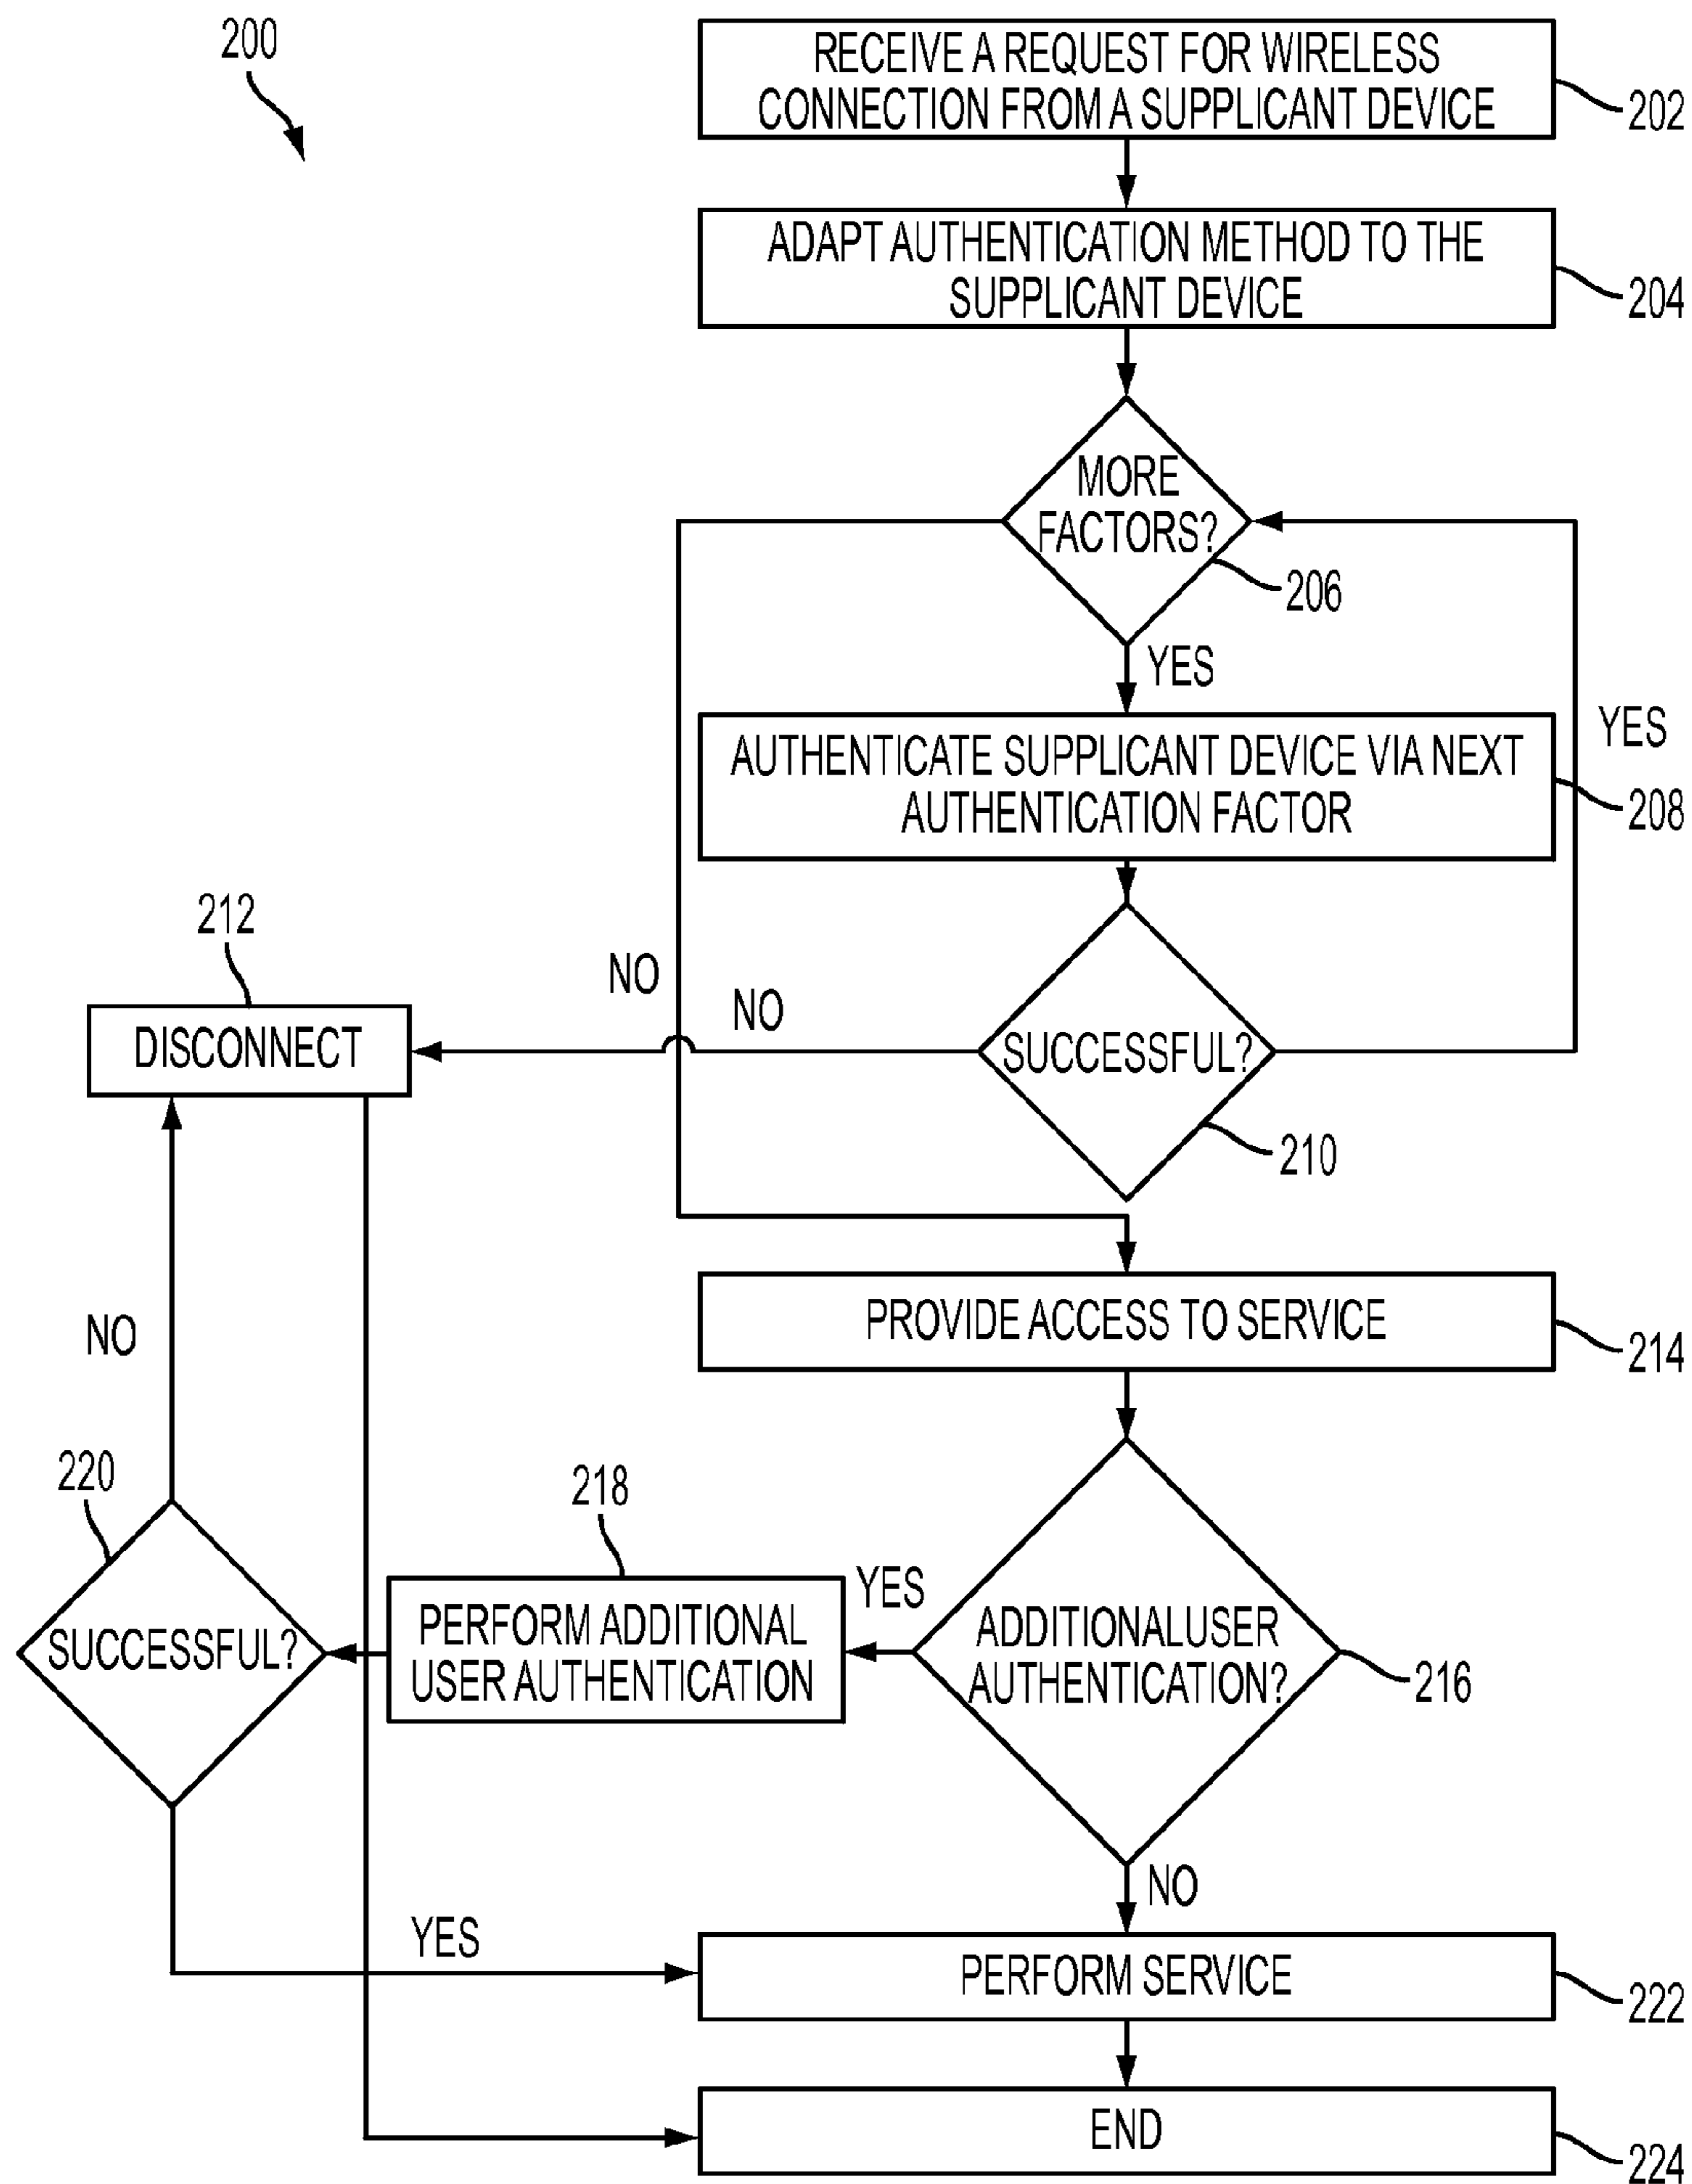 200
RECEIVE A REQUEST FOR WIRELESS
CONNECTION FROM A SUPPLICANT DEVICE
202
ADAPT AUTHENTICATION METHOD TO THE
SUPPLICANT DEVICE
204
MORE
FACTORS?
206
YES
YES
AUTHENTICATE SUPPLICANT DEVICE VIA NEXT
AUTHENTICATION FACTOR
208
212
NO
NO
DISCONNECT
SUCCESSFUL?
210
PROVIDE ACCESS TO SERVICE
214
NO
220
218
YES
SUCCESSFUL?
PERFORM ADDITIONAL
USER AUTHENTICATION
ADDITIONALUSER
AUTHENTICATION?
216
NO
YES
PERFORM SERVICE
222
END
224